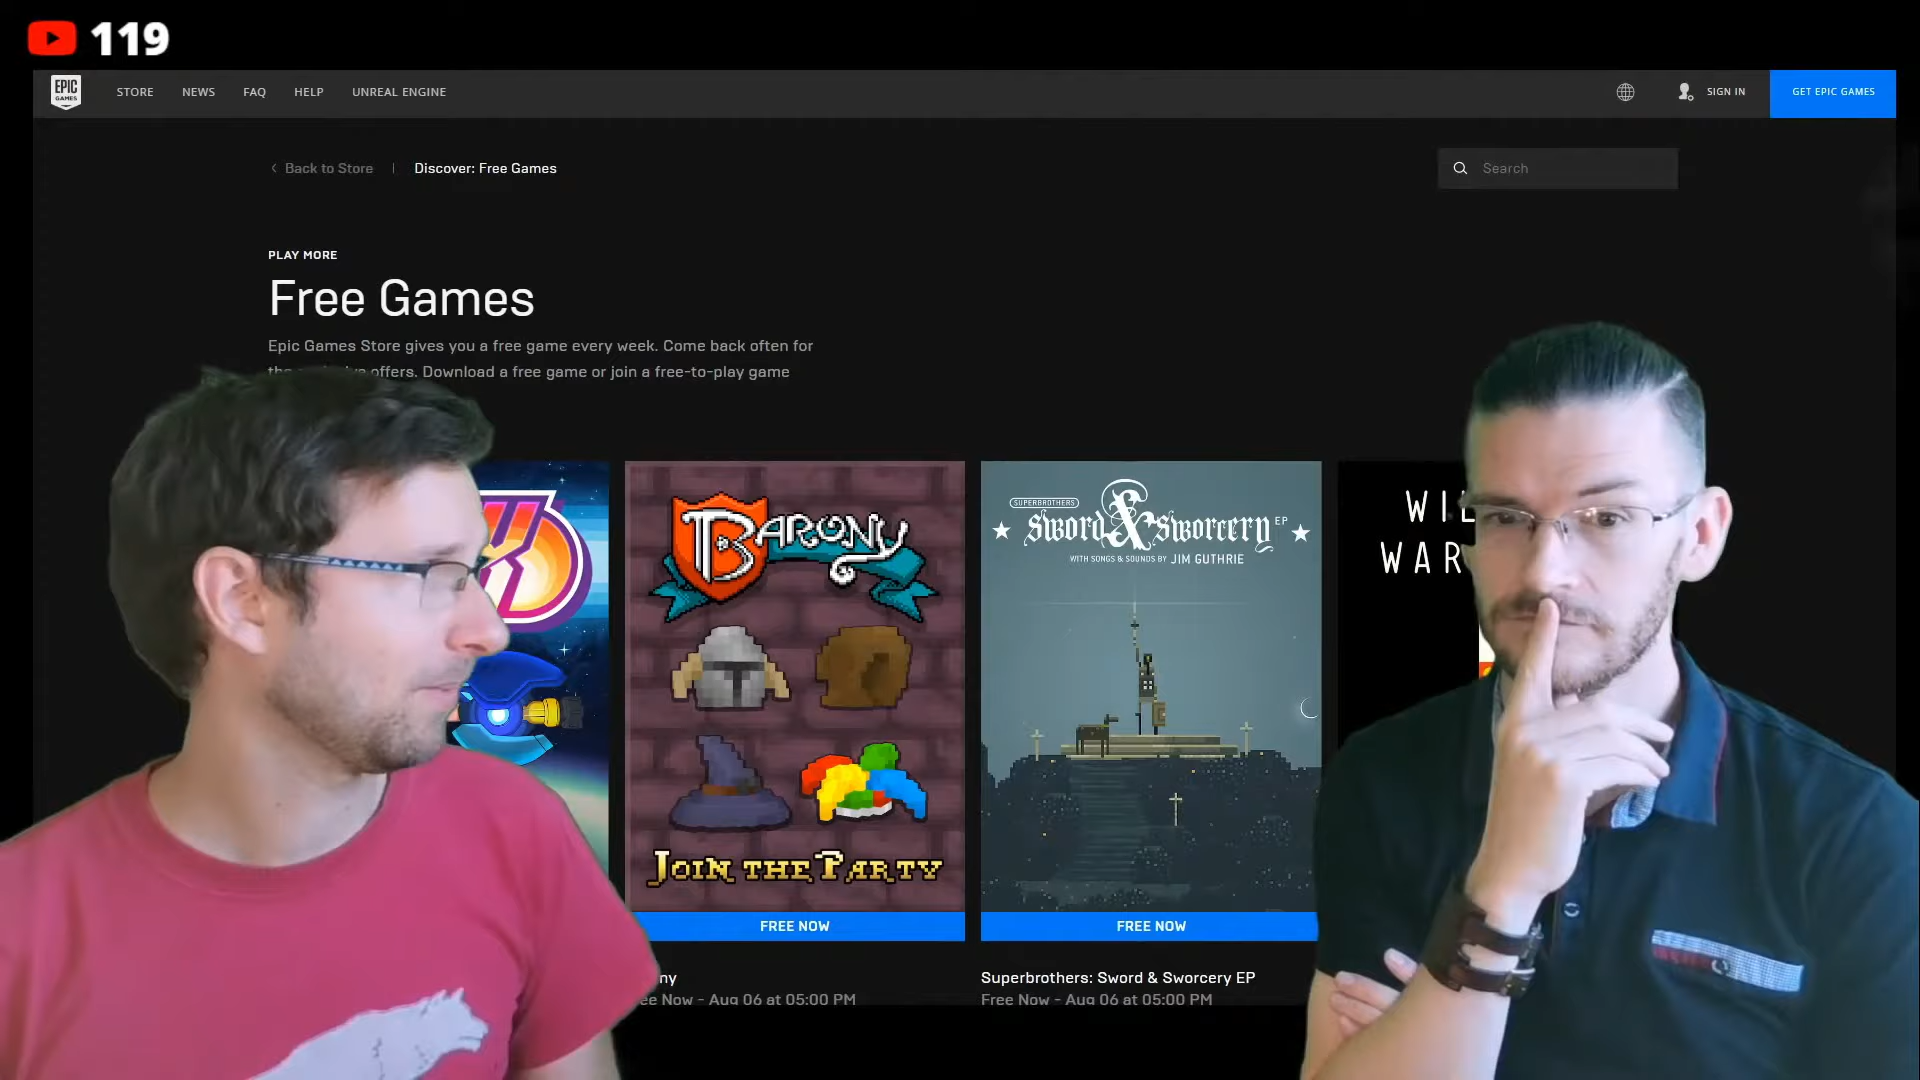 119
EPIC
GAMES
STORE NEWS FAQ HELP UNREAL ENGINE SIGN IN GET EPIC GAMES
Back to Store Discover: Free Games Search
PLAY MORE
Free Games
Epic Games Store gives you a free game every week. Come back often for
offers. Download a free game or join a free-to-play game
BARONY
JOIN THE PARTY
FREE NOW
ny
ee Now - Aug 06 at 05:00 PM
SUPERBROTHERS
Sword & Sworcery EP
WITH SONGS & SOUNDS BY JIM GUTHRIE
FREE NOW
Superbrothers: Sword & Sworcery EP
Free Now - Aug 06 at 05:00 PM
WIL
WAR